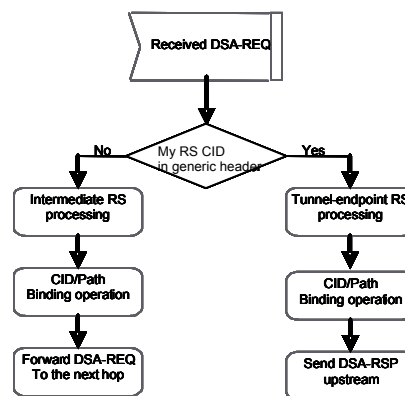 Received DSA-REQ
My RS CID
in generic header
No
Yes
Intermediate RS
processing
Tunnel-endpoint RS
processing
CID/Path
Binding operation
CID/Path
Binding operation
Forward DSA-REQ
To the next hop
Send DSA-RSP
upstream